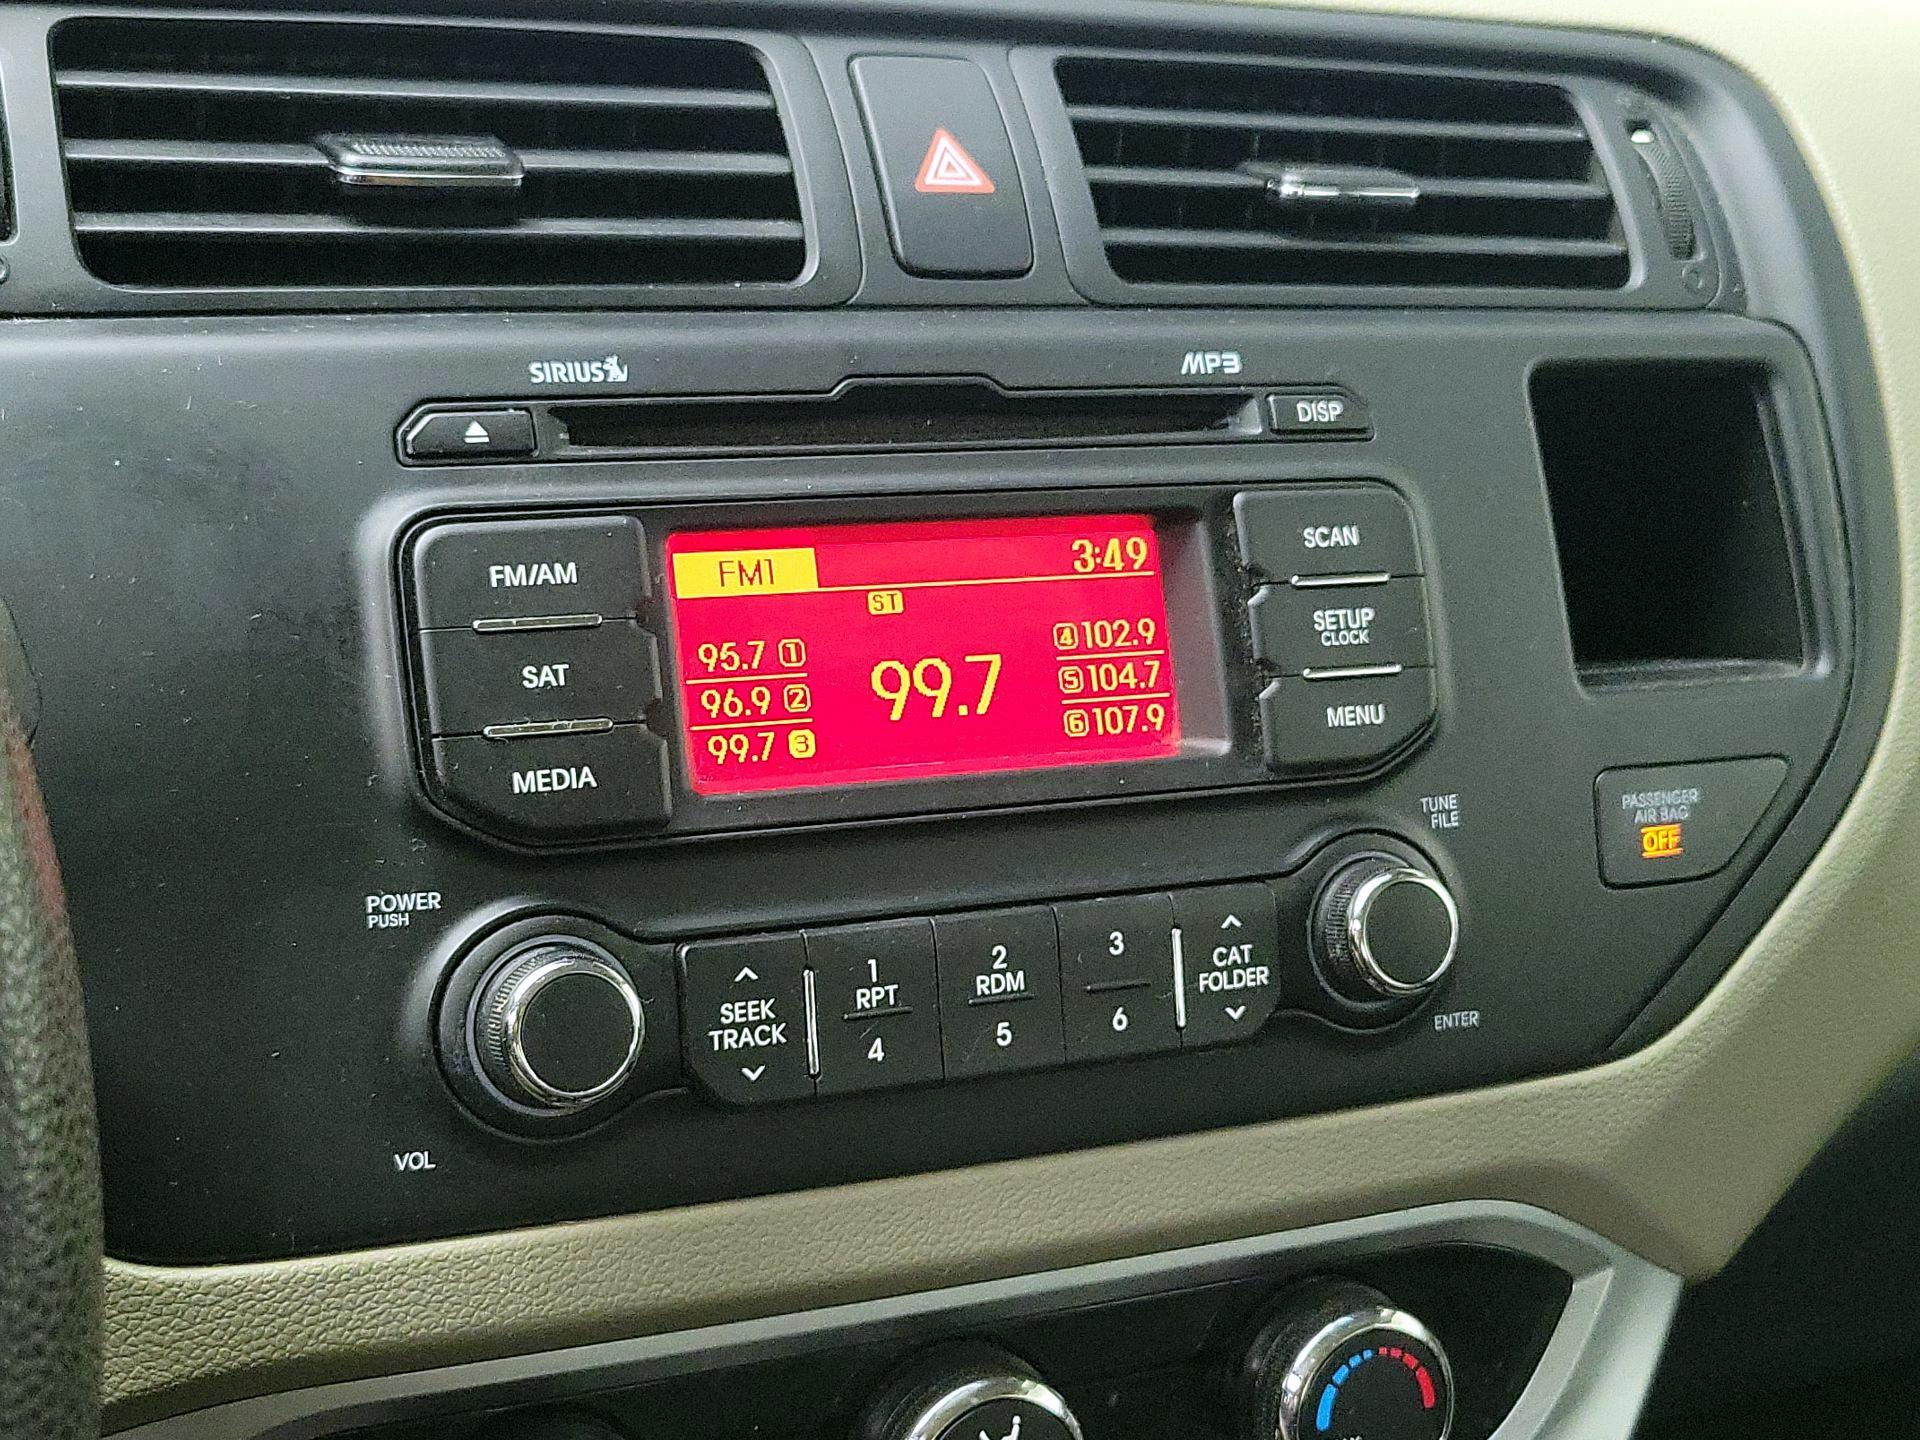 SIRIUS
MP3
DISP
FM/AM
SAT
MEDIA
FM1
3:49
ST
95.7 1
96.9 2
99.7 3
99.7
4 102.9
5 104.7
6 107.9
SCAN
SETUP
CLOCK
MENU
PASSENGER
AIR BAG
OFF
POWER
PUSH
VOL
SEEK
TRACK
1
RPT
4
2
RDM
5
3
6
CAT
FOLDER
TUNE
FILE
ENTER